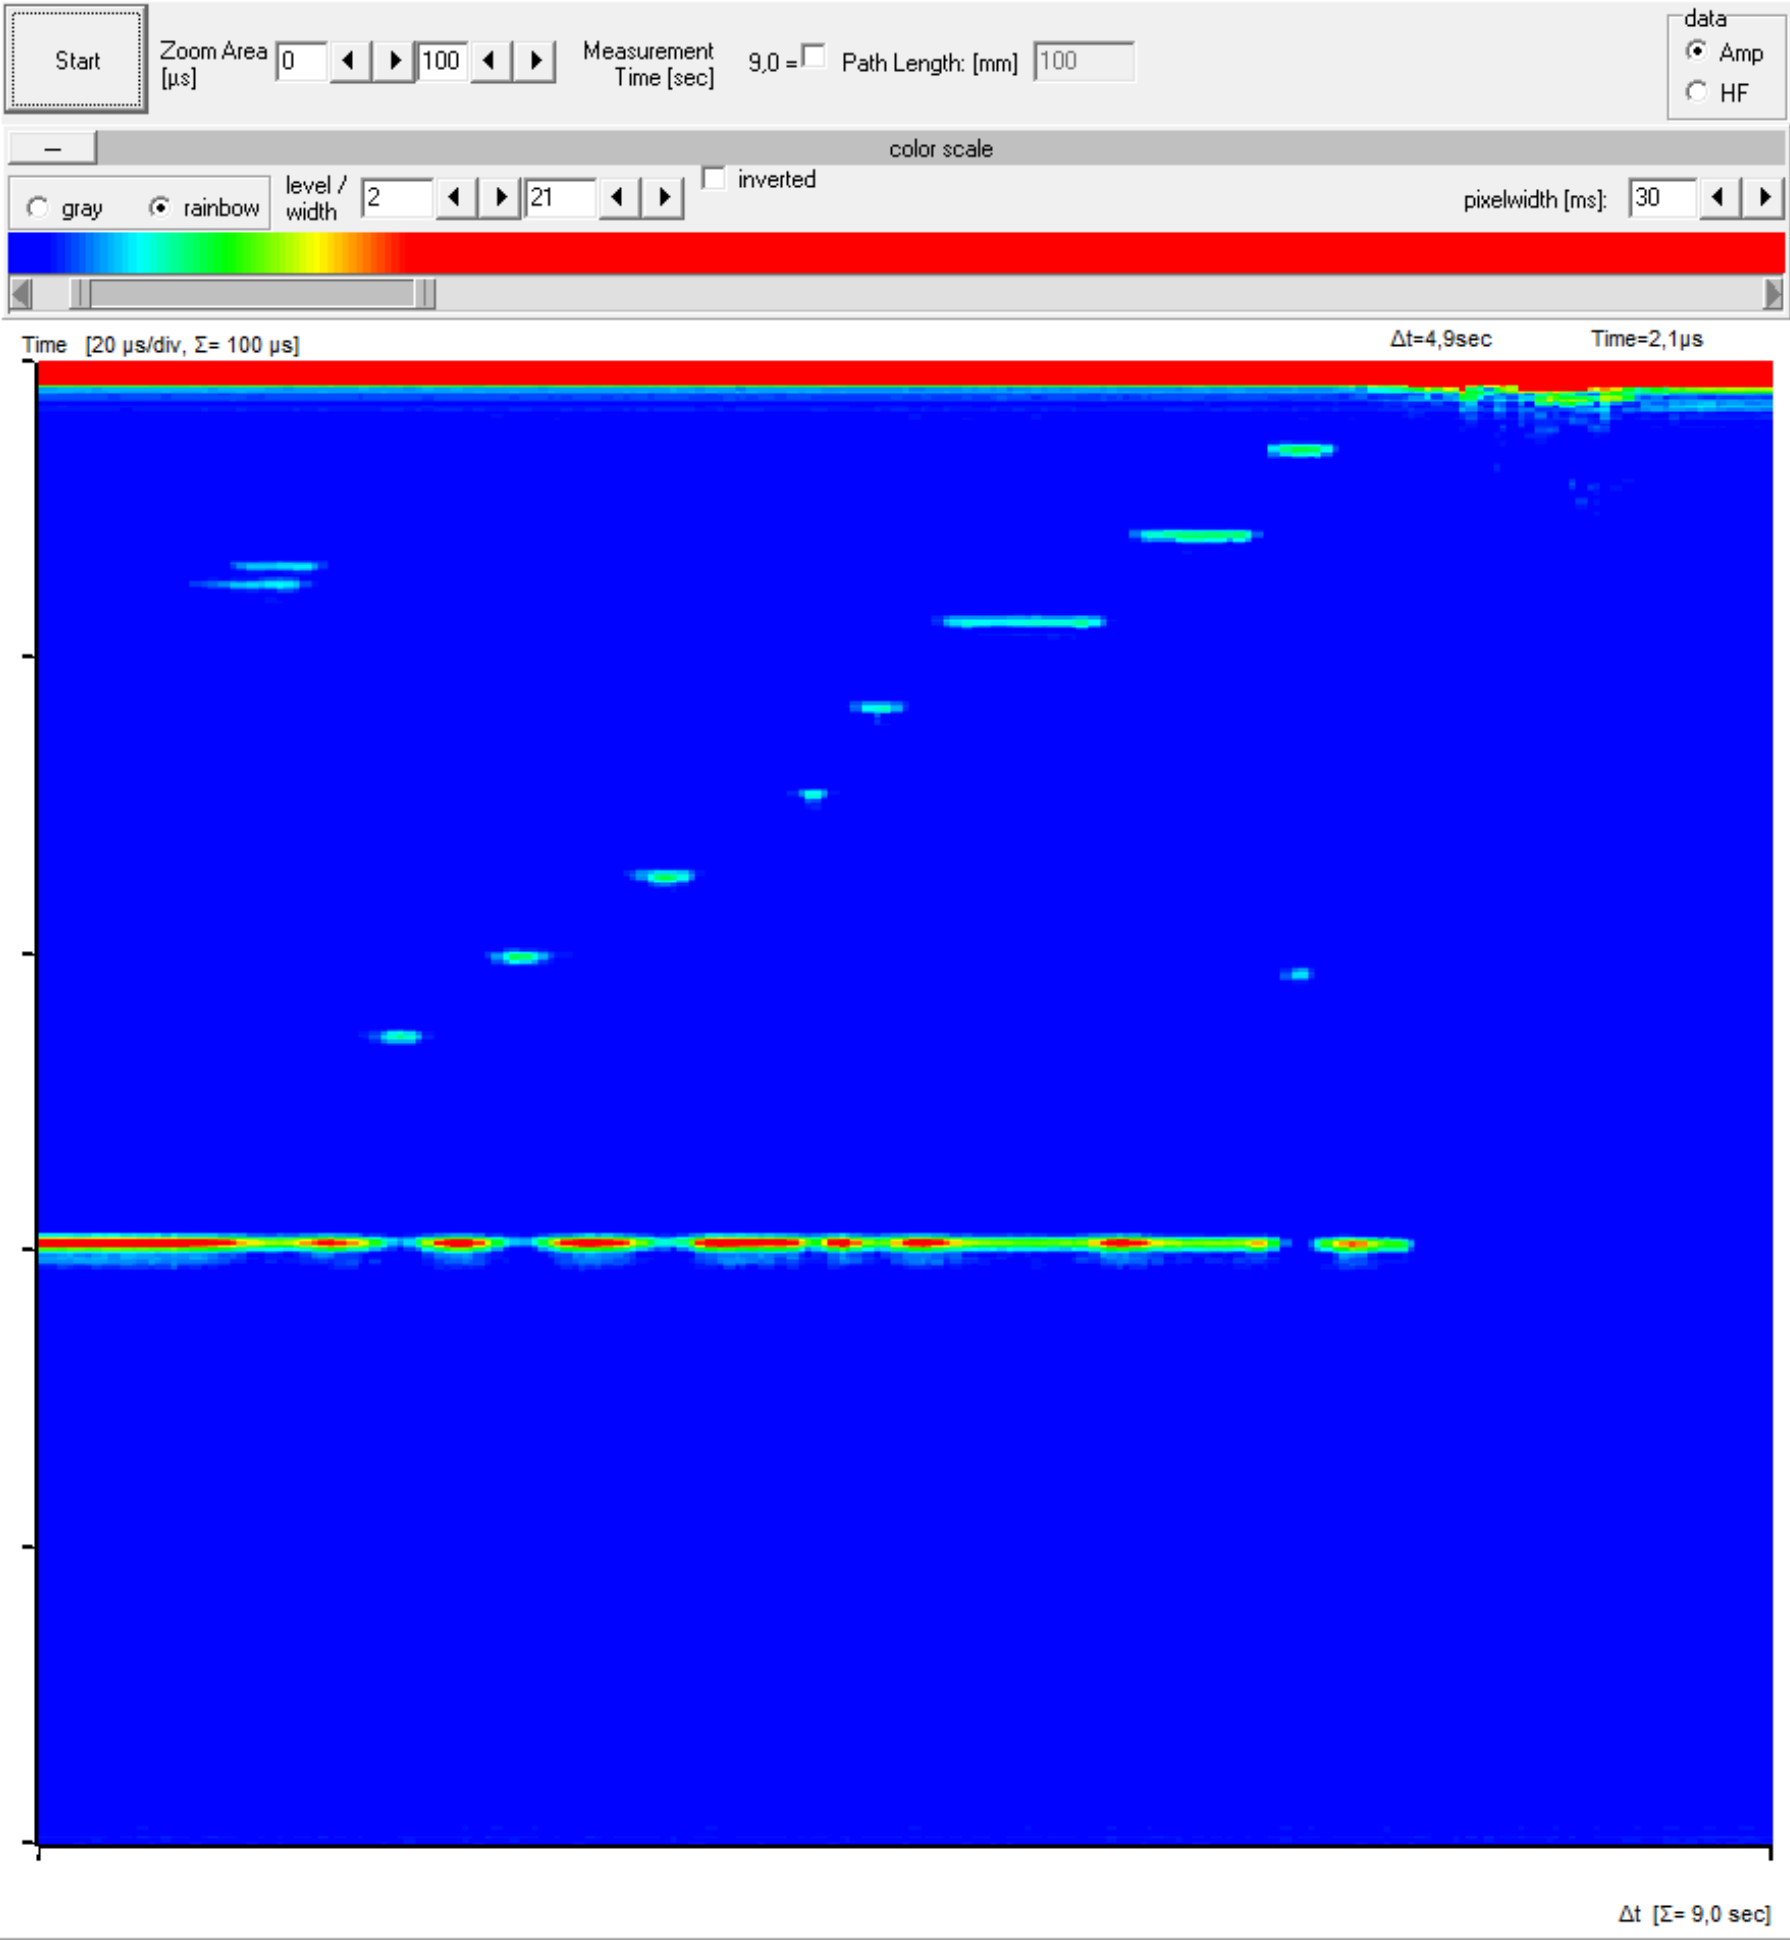 Start
Zoom Area [µs]
0
100
Measurement Time [sec]
9,0 =
Path Length: [mm]
100
data
Amp
HF
–
color scale
gray
rainbow
level / width
2
21
inverted
pixelwidth [ms]:
30
Time [20 µs/div, Σ= 100 µs]
Δt=4,9sec
Time=2,1µs
Δt [Σ= 9,0 sec]